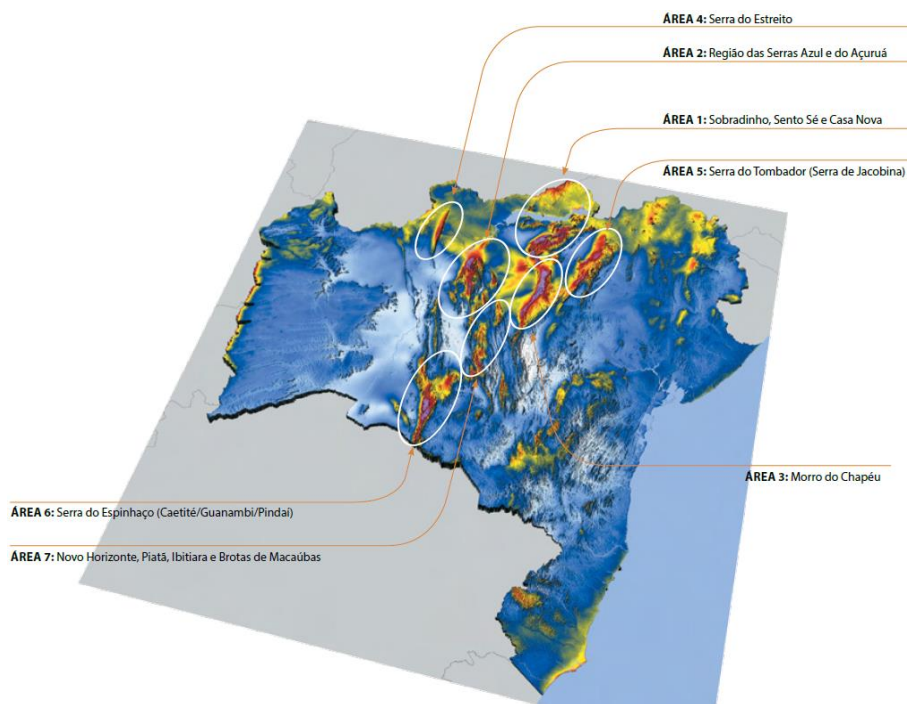 ÁREA 4: Serra do Estreito
ÁREA 2: Região das Serras Azul e do Açuruá
ÁREA 1: Sobradinho, Sento Sé e Casa Nova
ÁREA 5: Serra do Tombador (Serra de Jacobina)
ÁREA 3: Morro do Chapéu
ÁREA 6: Serra do Espinhaço (Caetité/Guanambi/Pindaí)
ÁREA 7: Novo Horizonte, Piatã, Ibitiara e Brotas de Macaúbas